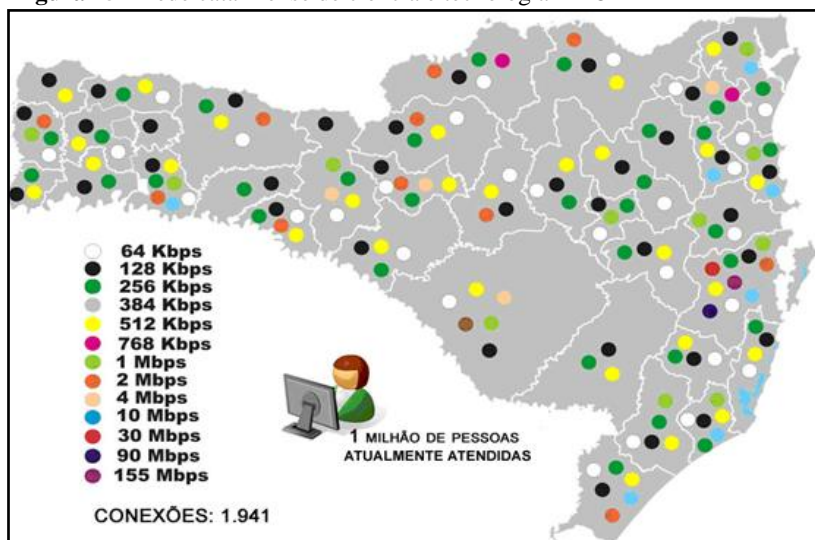 64 Kbps
128 Kbps
256 Kbps
384 Kbps
512 Kbps
768 Kbps
1 Mbps
2 Mbps
4 Mbps
10 Mbps
30 Mbps
90 Mbps
155 Mbps
1 MILHÃO DE PESSOAS
ATUALMENTE ATENDIDAS
CONEXÕES: 1.941